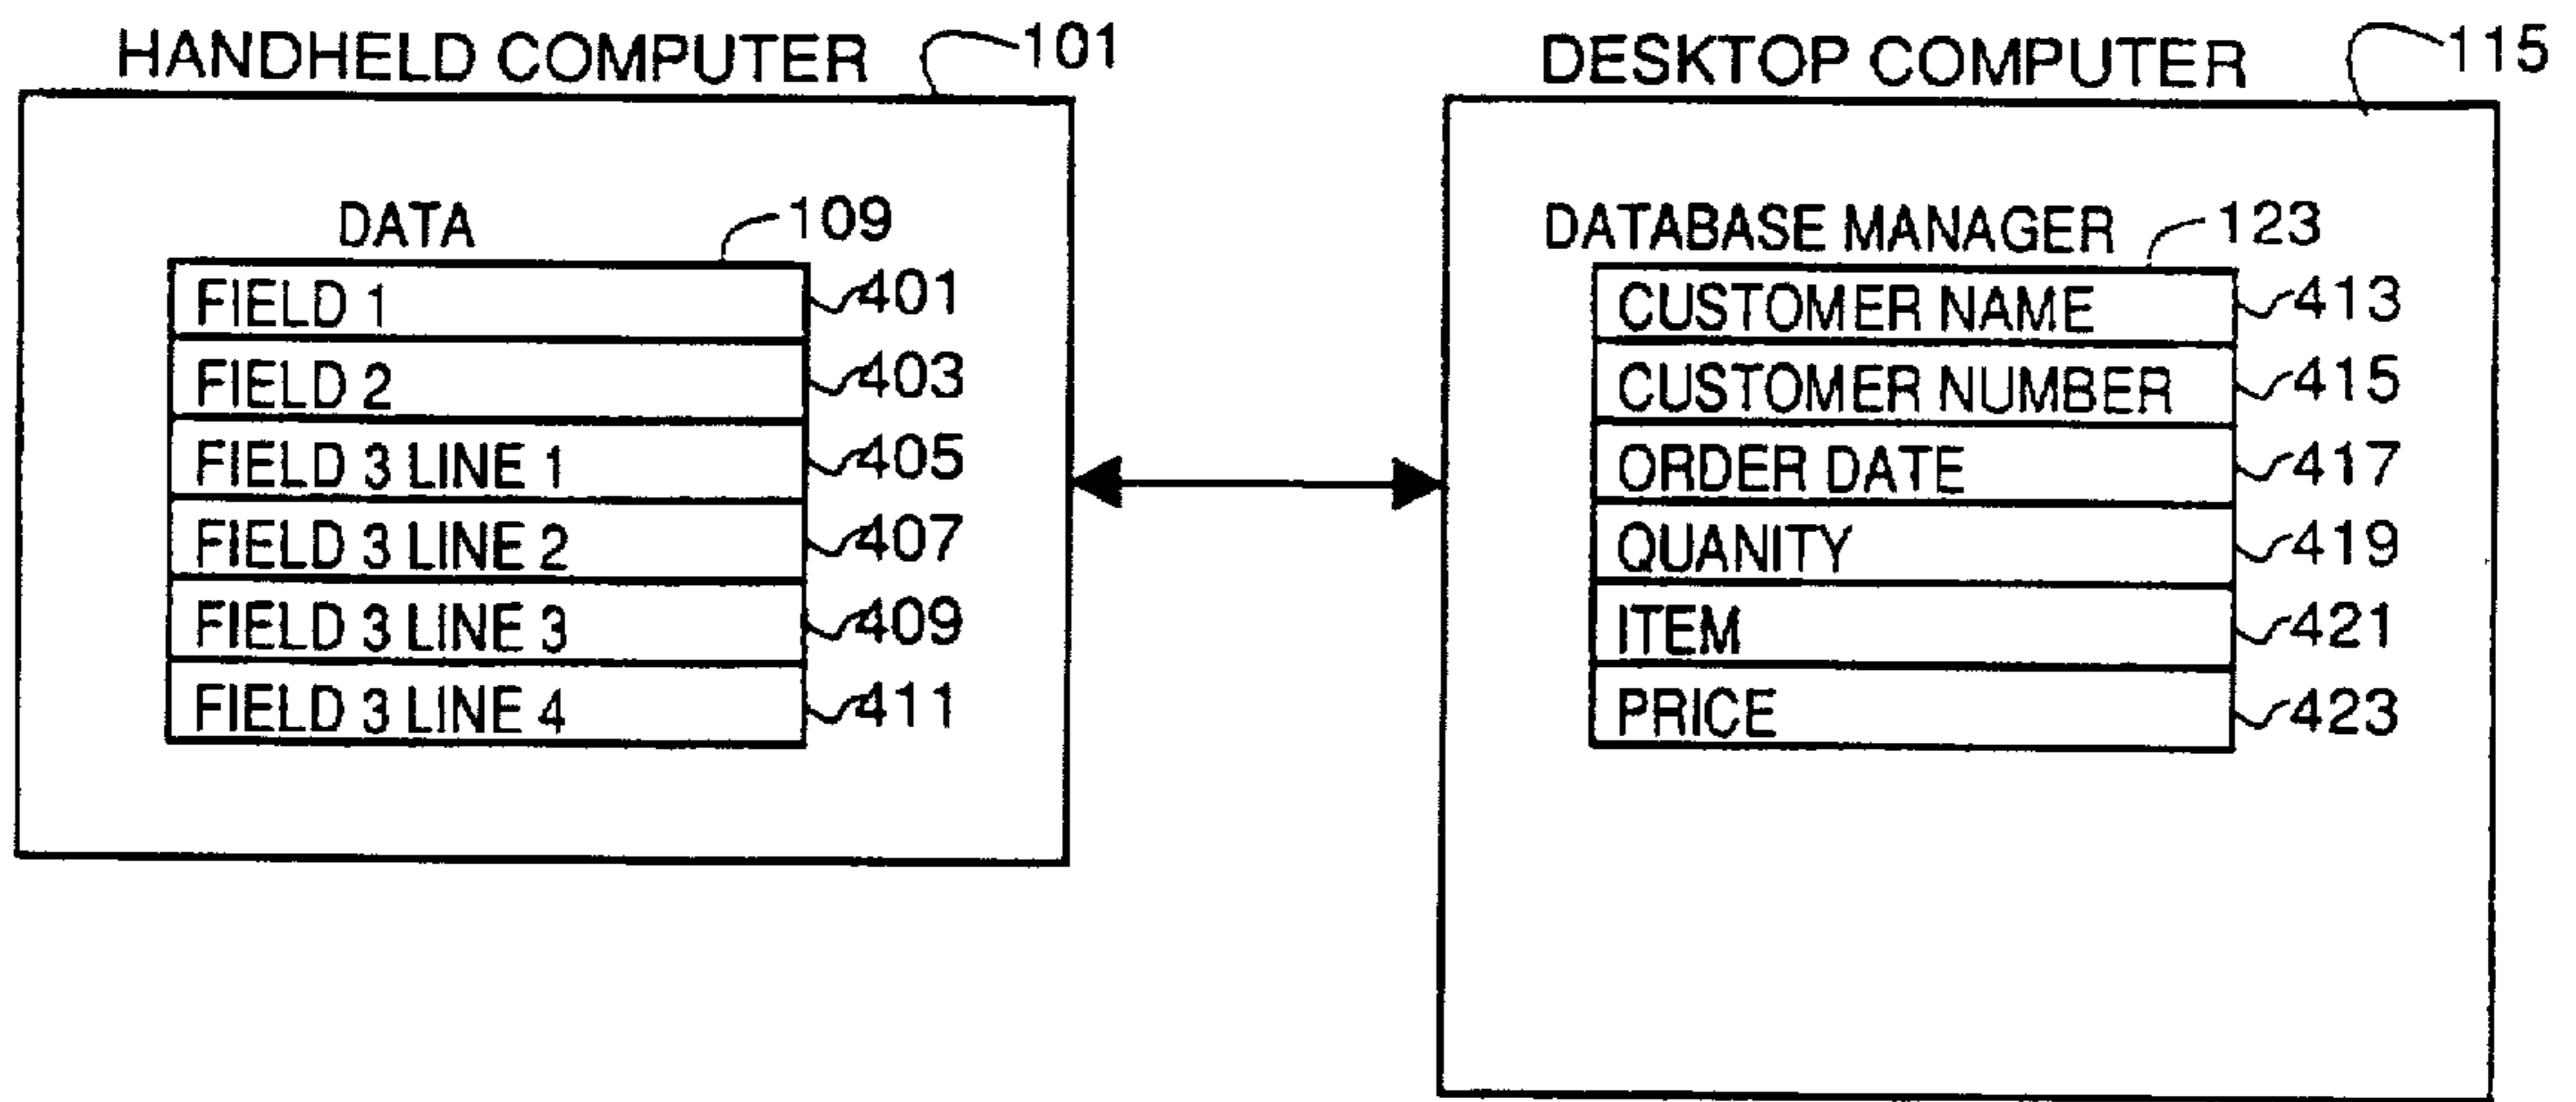 HANDHELD COMPUTER 101
DATA 109
FIELD 1 401
FIELD 2 403
FIELD 3 LINE 1 405
FIELD 3 LINE 2 407
FIELD 3 LINE 3 409
FIELD 3 LINE 4 411
DESKTOP COMPUTER 115
DATABASE MANAGER 123
CUSTOMER NAME 413
CUSTOMER NUMBER 415
ORDER DATE 417
QUANITY 419
ITEM 421
PRICE 423